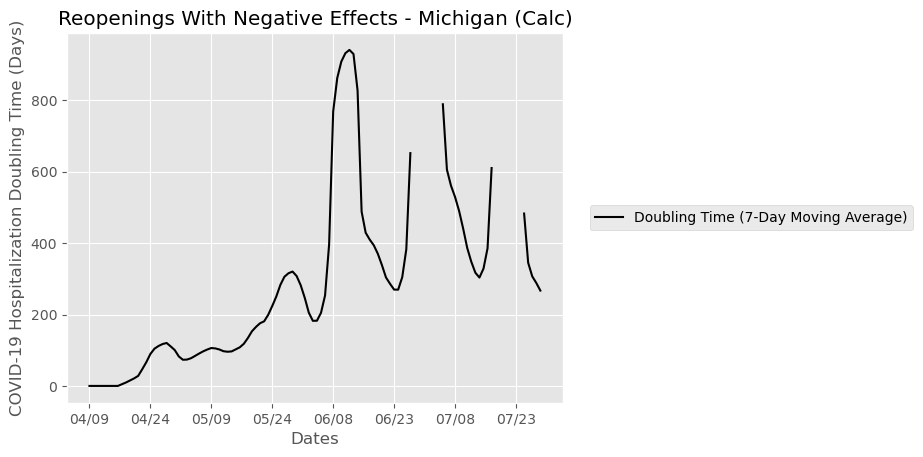 Reopenings With Negative Effects - Michigan (Calc)
COVID-19 Hospitalization Doubling Time (Days)
800
600
400
200
0
04/09 04/24 05/09 05/24 06/08 06/23 07/08 07/23
Dates
Doubling Time (7-Day Moving Average)